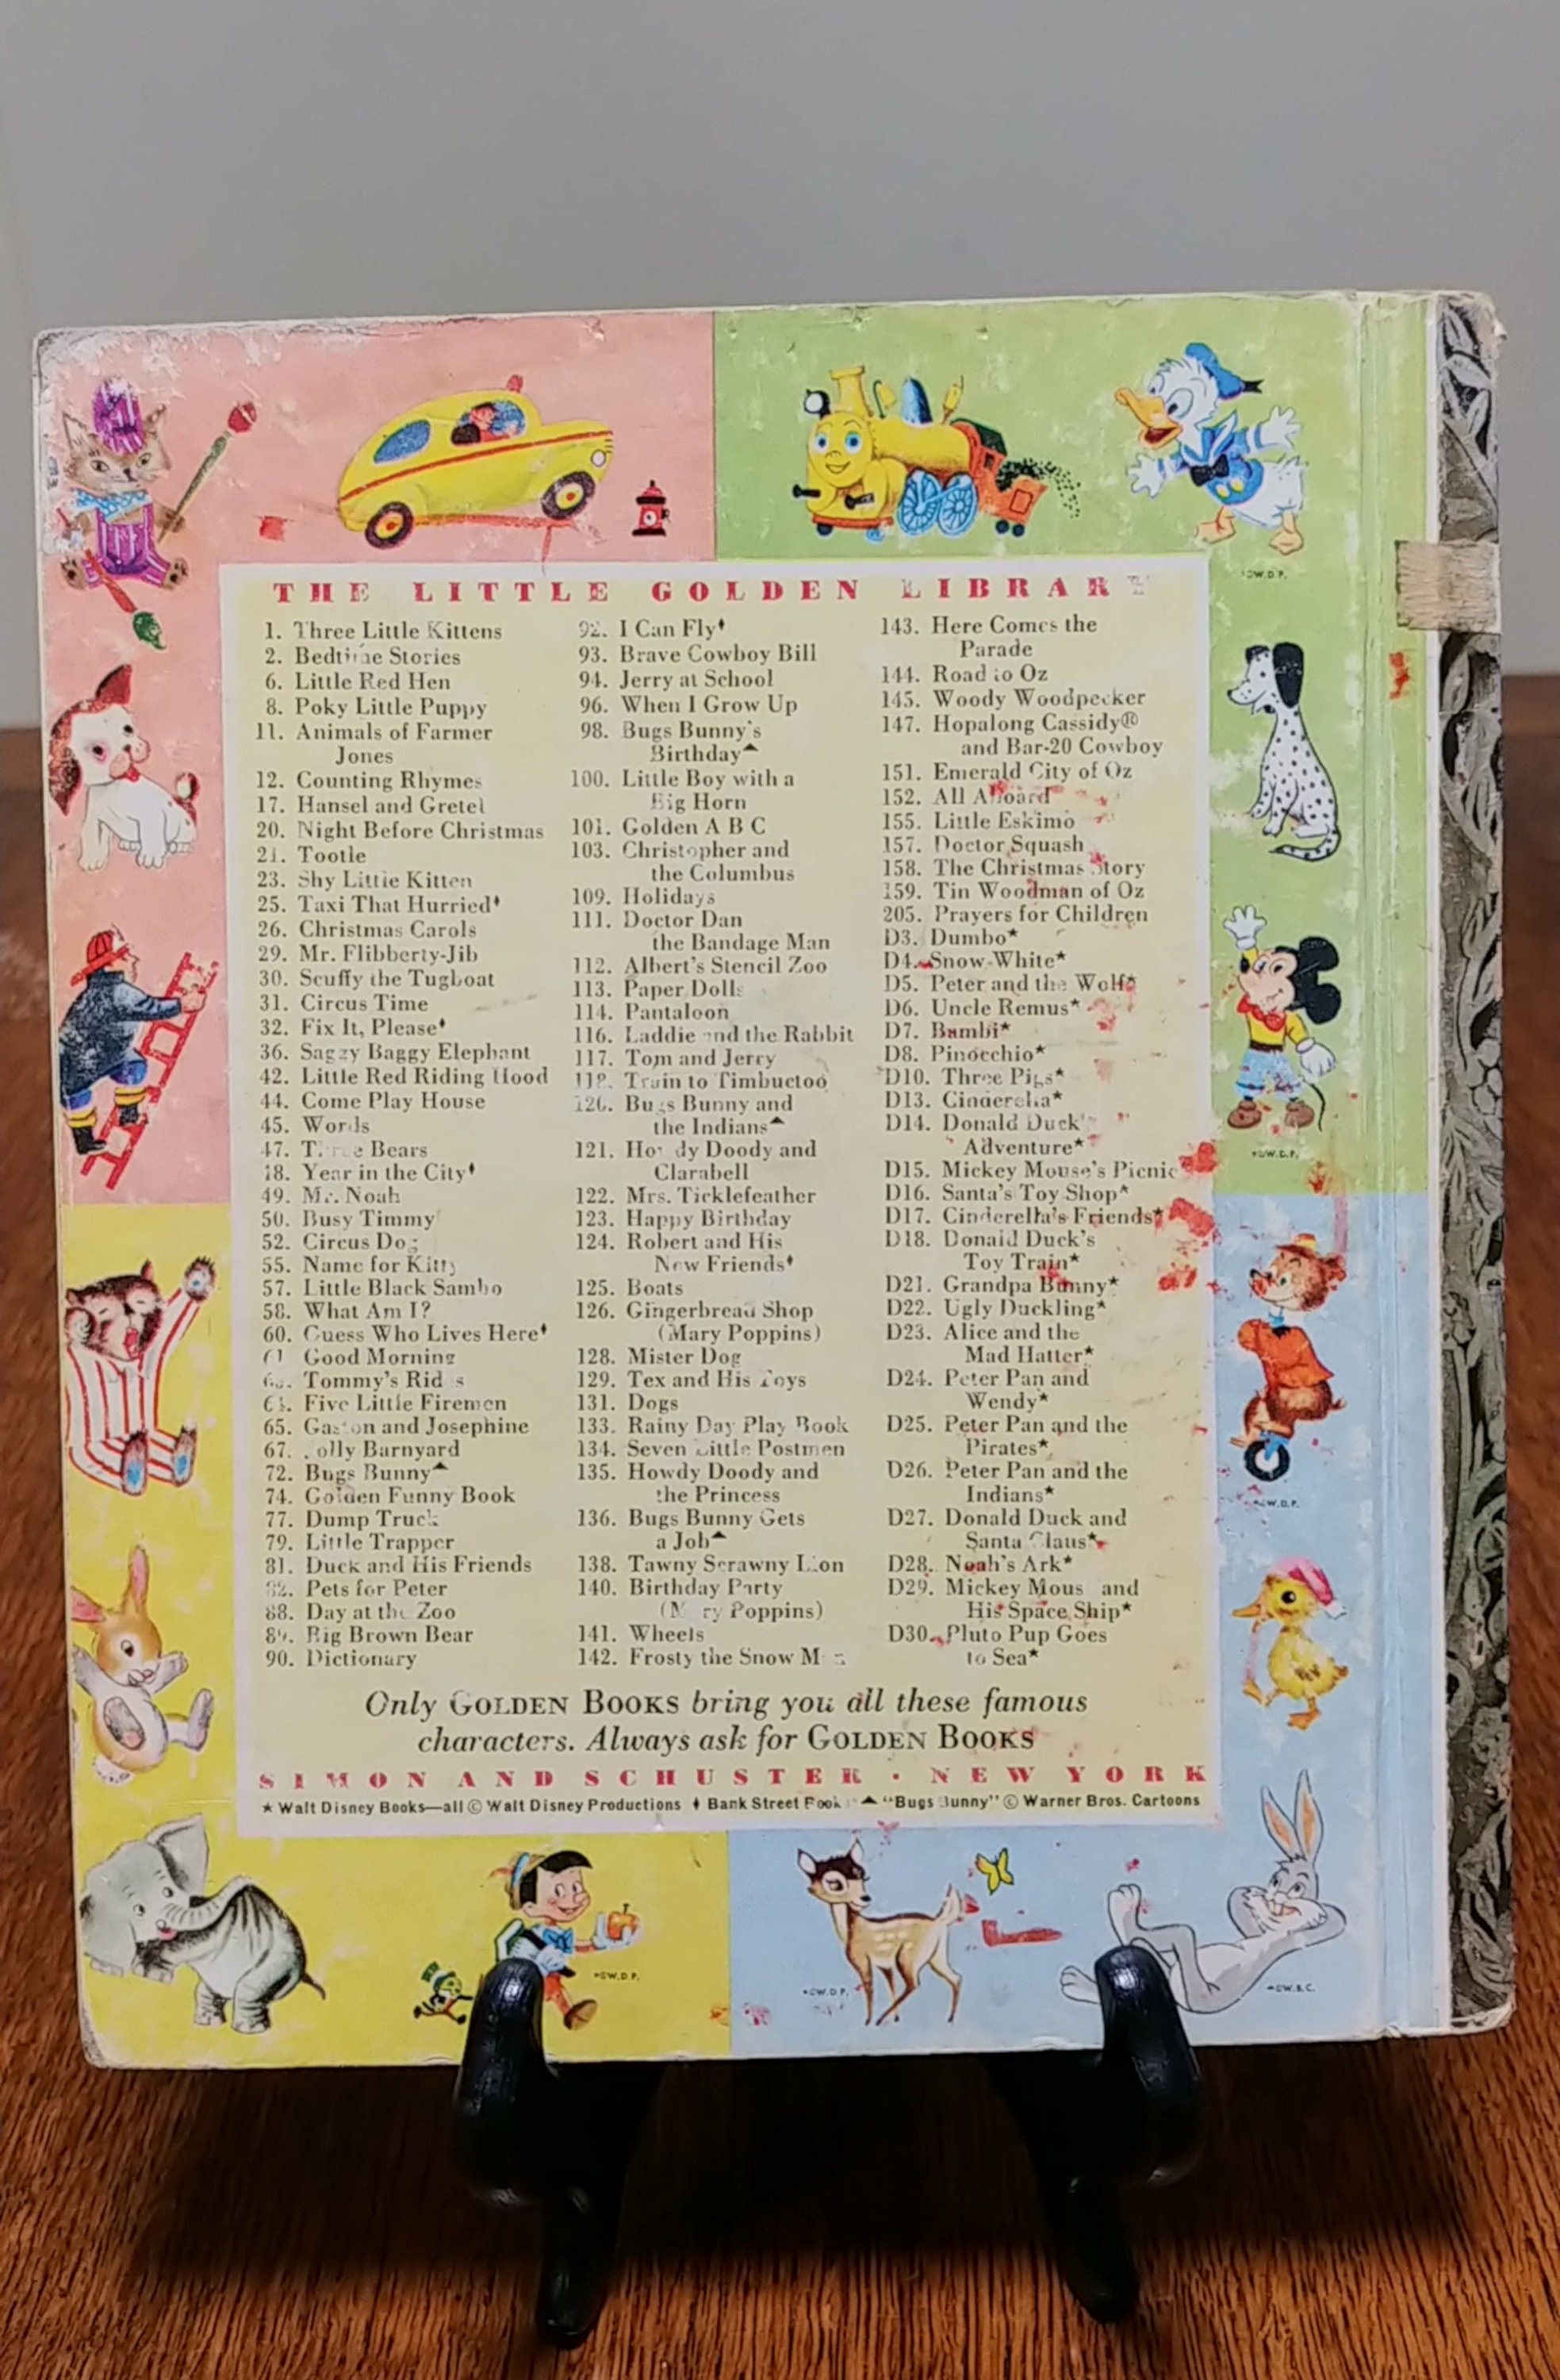 THE LITTLE GOLDEN LIBRARY
1. Three Little Kittens
2. Bedtime Stories
6. Little Red Hen
8. Poky Little Puppy
11. Animals of Farmer
Jones
12. Counting Rhymes
17. Hansel and Gretel
20. Night Before Christmas
21. Tootle
23. Shy Little Kitten
25. Taxi That Hurried♦
26. Christmas Carols
29. Mr. Flibberty-Jib
30. Scuffy the Tugboat
31. Circus Time
32. Fix It, Please♦
36. Saggy Baggy Elephant
42. Little Red Riding Hood
44. Come Play House
45. Words
47. Three Bears
48. Year in the City♦
49. Mr. Noah
50. Busy Timmy
52. Circus Dog
55. Name for Kitty
57. Little Black Sambo
58. What Am I?
60. Guess Who Lives Here♦
61 Good Morning
Tommy's Rides
Five Little Firemen
65. Gaston and Josephine
67. Jolly Barnyard
72. Bugs Bunny▲
74. Golden Funny Book
77. Dump Truck
79. Little Trapper
81. Duck and His Friends
82. Pets for Peter
88. Day at the Zoo
89. Big Brown Bear
90. Dictionary
92. I Can Fly♦
93. Brave Cowboy Bill
94. Jerry at School
96. When I Grow Up
98. Bugs Bunny's
Birthday▲
100. Little Boy with a
Big Horn
101. Golden A B C
103. Christopher and
the Columbus
109. Holidays
111. Doctor Dan
the Bandage Man
112. Albert's Stencil Zoo
113. Paper Dolls
114. Pantaloon
116. Laddie and the Rabbit
117. Tom and Jerry
118. Train to Timbuctoo
120. Bugs Bunny and
the Indians▲
121. Howdy Doody and
Clarabell
122. Mrs. Ticklefeather
123. Happy Birthday
124. Robert and His
New Friends♦
125. Boats
126. Gingerbread Shop
(Mary Poppins)
128. Mister Dog
129. Tex and His Toys
131. Dogs
133. Rainy Day Play Book
134. Seven Little Postmen
135. Howdy Doody and
the Princess
136. Bugs Bunny Gets
a Job▲
138. Tawny Scrawny Lion
140. Birthday Party
(Mary Poppins)
141. Wheels
142. Frosty the Snow Man
143. Here Comes the
Parade
144. Road to Oz
145. Woody Woodpecker
147. Hopalong Cassidy®
and Bar-20 Cowboy
151. Emerald City of Oz
152. All Aboard
155. Little Eskimo
157. Doctor Squash
158. The Christmas Story
159. Tin Woodman of Oz
205. Prayers for Children
D3. Dumbo*
D4. Snow White*
D5. Peter and the Wolf*
D6. Uncle Remus*
D7. Bambi*
D8. Pinocchio*
D10. Three Pigs*
D13. Cinderella*
D14. Donald Duck
Adventure*
D15. Mickey Mouse's Picnic
D16. Santa's Toy Shop*
D17. Cinderella's Friends*
D18. Donald Duck's
Toy Train*
D21. Grandpa Bunny*
D22. Ugly Duckling*
D23. Alice and the
Mad Hatter*
D24. Peter Pan and
Wendy*
D25. Peter Pan and the
Pirates*
D26. Peter Pan and the
Indians*
D27. Donald Duck and
Santa Claus*
D28. Noah's Ark*
D29. Mickey Mouse and
His Space Ship*
D30. Pluto Pup Goes
to Sea*
Only GOLDEN BOOKS bring you all these famous
characters. Always ask for GOLDEN BOOKS
SIMON AND SCHUSTER · NEW YORK
★ Walt Disney Books—all © Walt Disney Productions ♦ Bank Street Book ▲ "Bugs Bunny" © Warner Bros. Cartoons
W.D.P.
W.D.P.
W.D.P.
W.D.P.
W.D.P.
W.B.C.